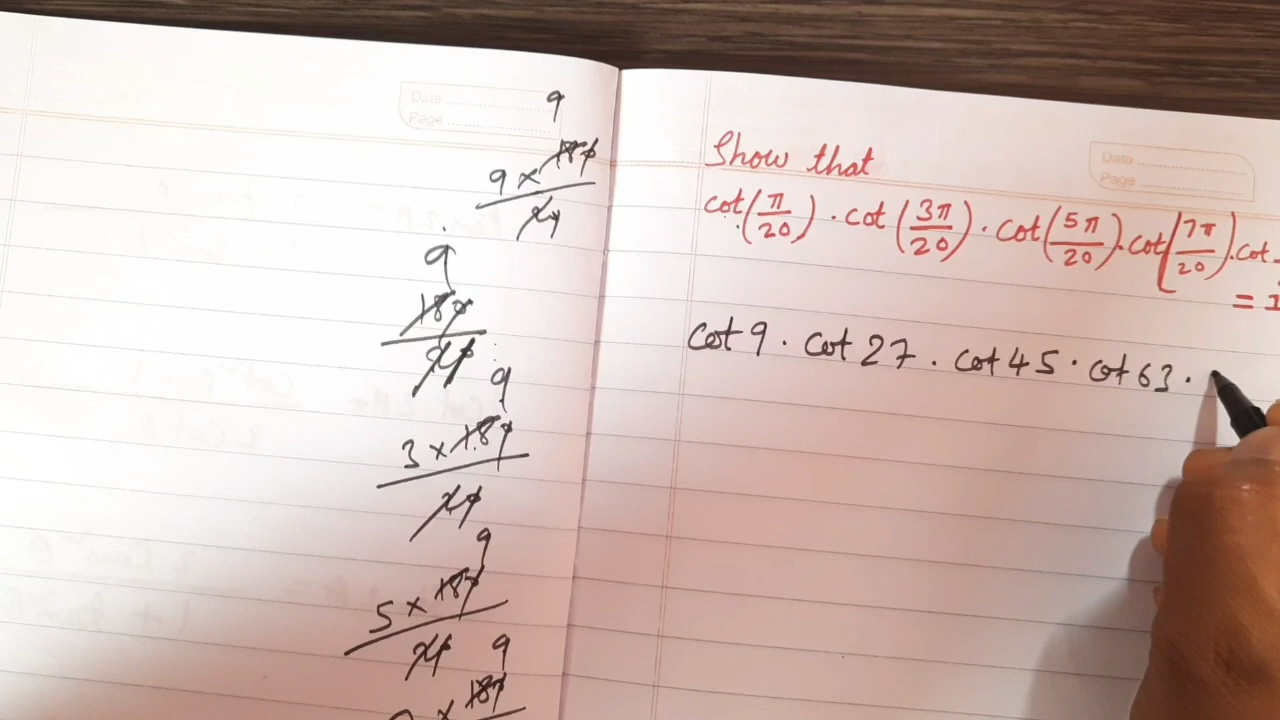 Date
Page
9
9 × 180
20
9
180
20
9
3 × 180
20
9
5 × 180
20
9
× 180
Date
Page
Show that
cot(π/20) · cot(3π/20) · cot(5π/20) · cot(7π/20) · cot
=
cot 9 · cot 27 · cot 45 · cot 63 ·